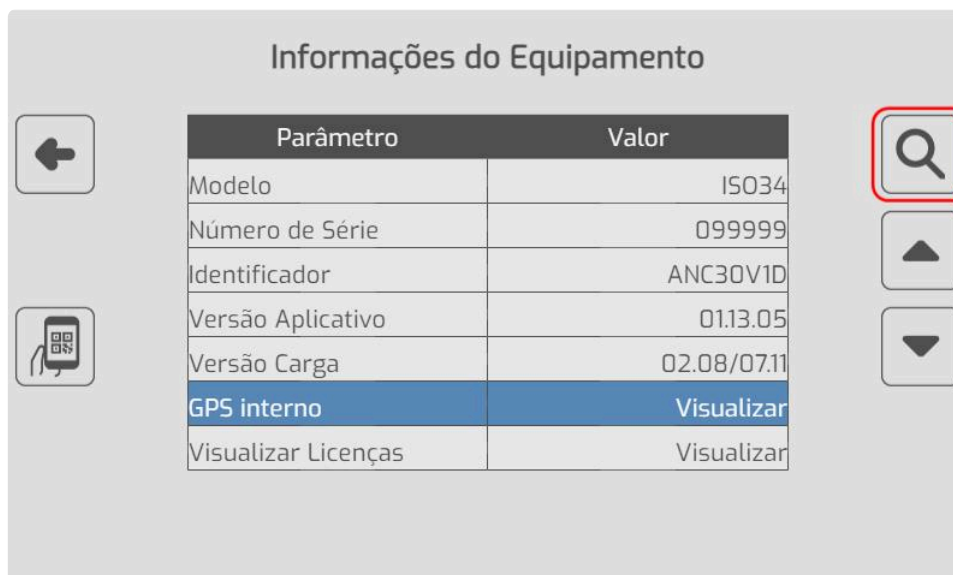 Informações do Equipamento
Parâmetro Valor
Modelo ISO34
Número de Série 099999
Identificador ANC30V1D
Versão Aplicativo 01.13.05
Versão Carga 02.08/07.11
GPS interno Visualizar
Visualizar Licenças Visualizar